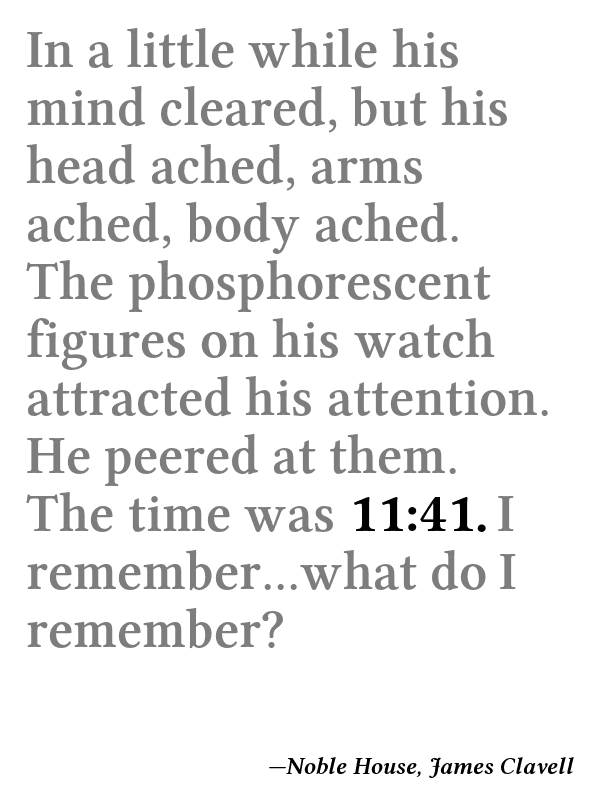 In a little while his
mind cleared, but his
head ached, arms
ached, body ached.
The phosphorescent
figures on his watch
attracted his attention.
He peered at them.
The time was 11:41. I
remember...what do I
remember?
—Noble House, James Clavell